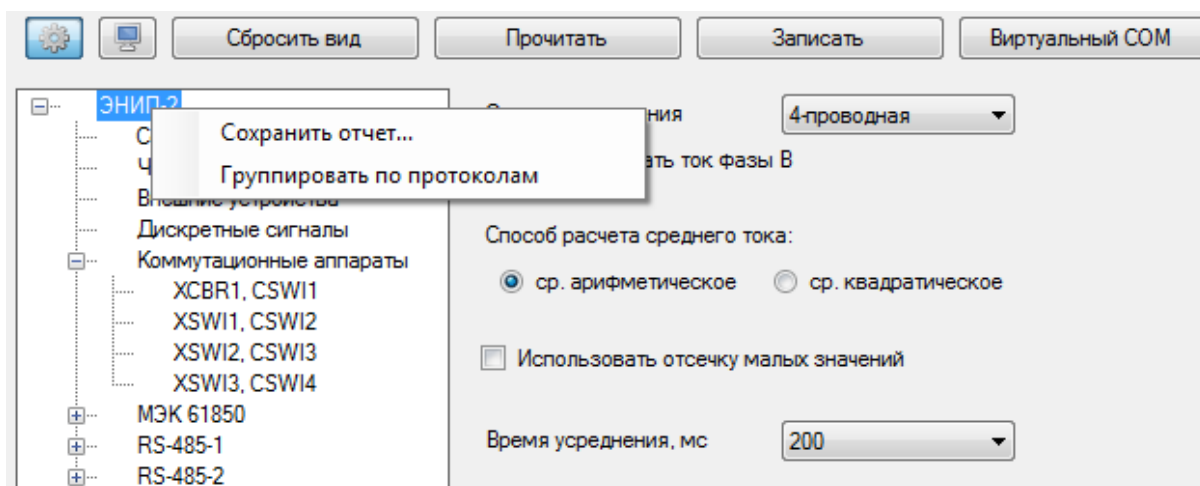 Сбросить вид
Прочитать
Записать
Виртуальный COM
ЭНИП-2
Сохранить отчет...
Группировать по протоколам
4-проводная
ток фазы В
устройства
Дискретные сигналы
Коммутационные аппараты
XCBR1, CSWI1
XSWI1, CSWI2
XSWI2, CSWI3
XSWI3, CSWI4
МЭК 61850
RS-485-1
RS-485-2
Способ расчета среднего тока:
ср. арифметическое
ср. квадратическое
Использовать отсечку малых значений
Время усреднения, мс
200